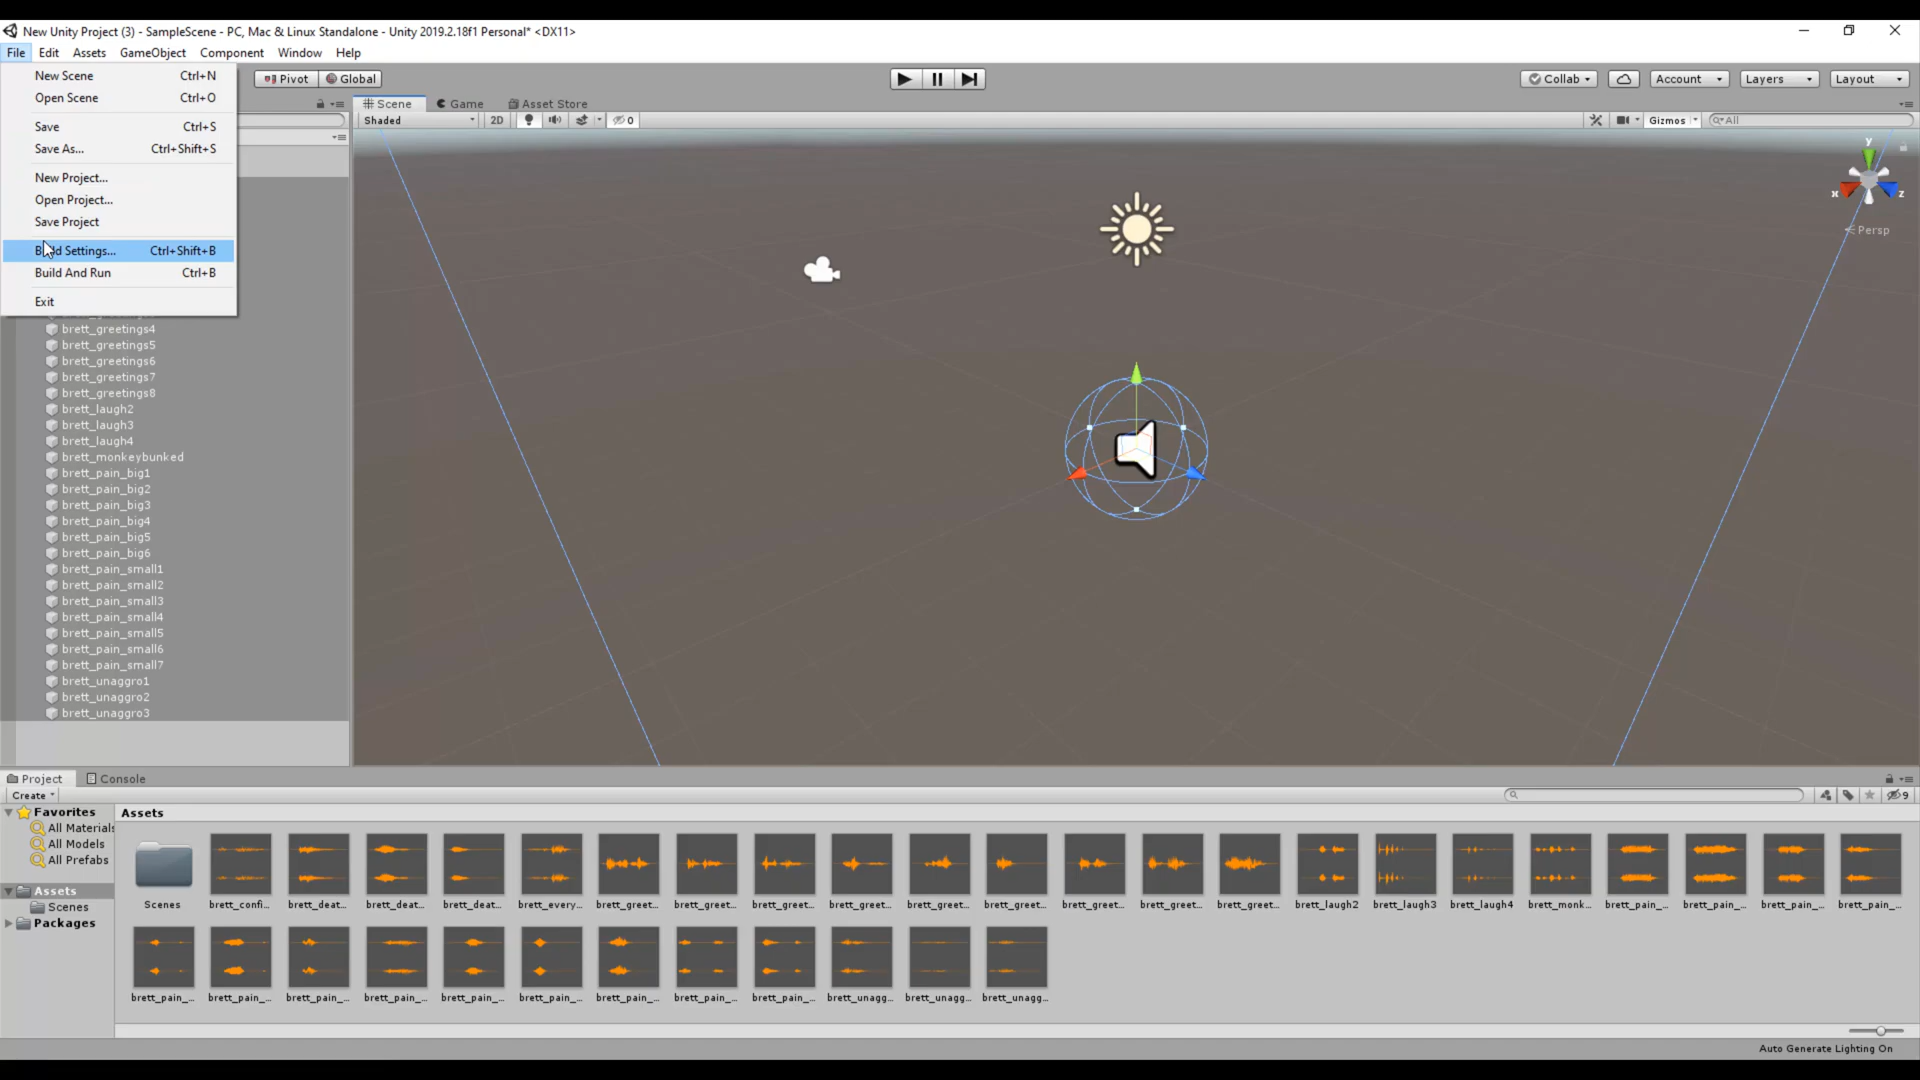 New Unity Project (3) - SampleScene - PC, Mac & Linux Standalone - Unity 2019.2.18f1 Personal* <DX11>
File Edit Assets GameObject Component Window Help
New Scene Ctrl+N
Open Scene Ctrl+O
Save Ctrl+S
Save As... Ctrl+Shift+S
New Project...
Open Project...
Save Project
Build Settings... Ctrl+Shift+B
Build And Run Ctrl+B
Exit
Pivot Global
Collab Account Layers Layout
Scene Game Asset Store
Shaded 2D 0 Gizmos All
y
x z
Persp
brett_greetings4
brett_greetings5
brett_greetings6
brett_greetings7
brett_greetings8
brett_laugh2
brett_laugh3
brett_laugh4
brett_monkeybunked
brett_pain_big1
brett_pain_big2
brett_pain_big3
brett_pain_big4
brett_pain_big5
brett_pain_big6
brett_pain_small1
brett_pain_small2
brett_pain_small3
brett_pain_small4
brett_pain_small5
brett_pain_small6
brett_pain_small7
brett_unaggro1
brett_unaggro2
brett_unaggro3
Project Console
Create 9
Favorites
All Materials
All Models
All Prefabs
Assets
Scenes
Packages
Assets
Scenes brett_confi... brett_deat... brett_deat... brett_deat... brett_every... brett_greet... brett_greet... brett_greet... brett_greet... brett_greet... brett_greet... brett_greet... brett_greet... brett_greet... brett_laugh2 brett_laugh3 brett_laugh4 brett_monk... brett_pain_... brett_pain_... brett_pain_... brett_pain_...
brett_pain_... brett_pain_... brett_pain_... brett_pain_... brett_pain_... brett_pain_... brett_pain_... brett_pain_... brett_pain_... brett_unagg... brett_unagg... brett_unagg...
Auto Generate Lighting On